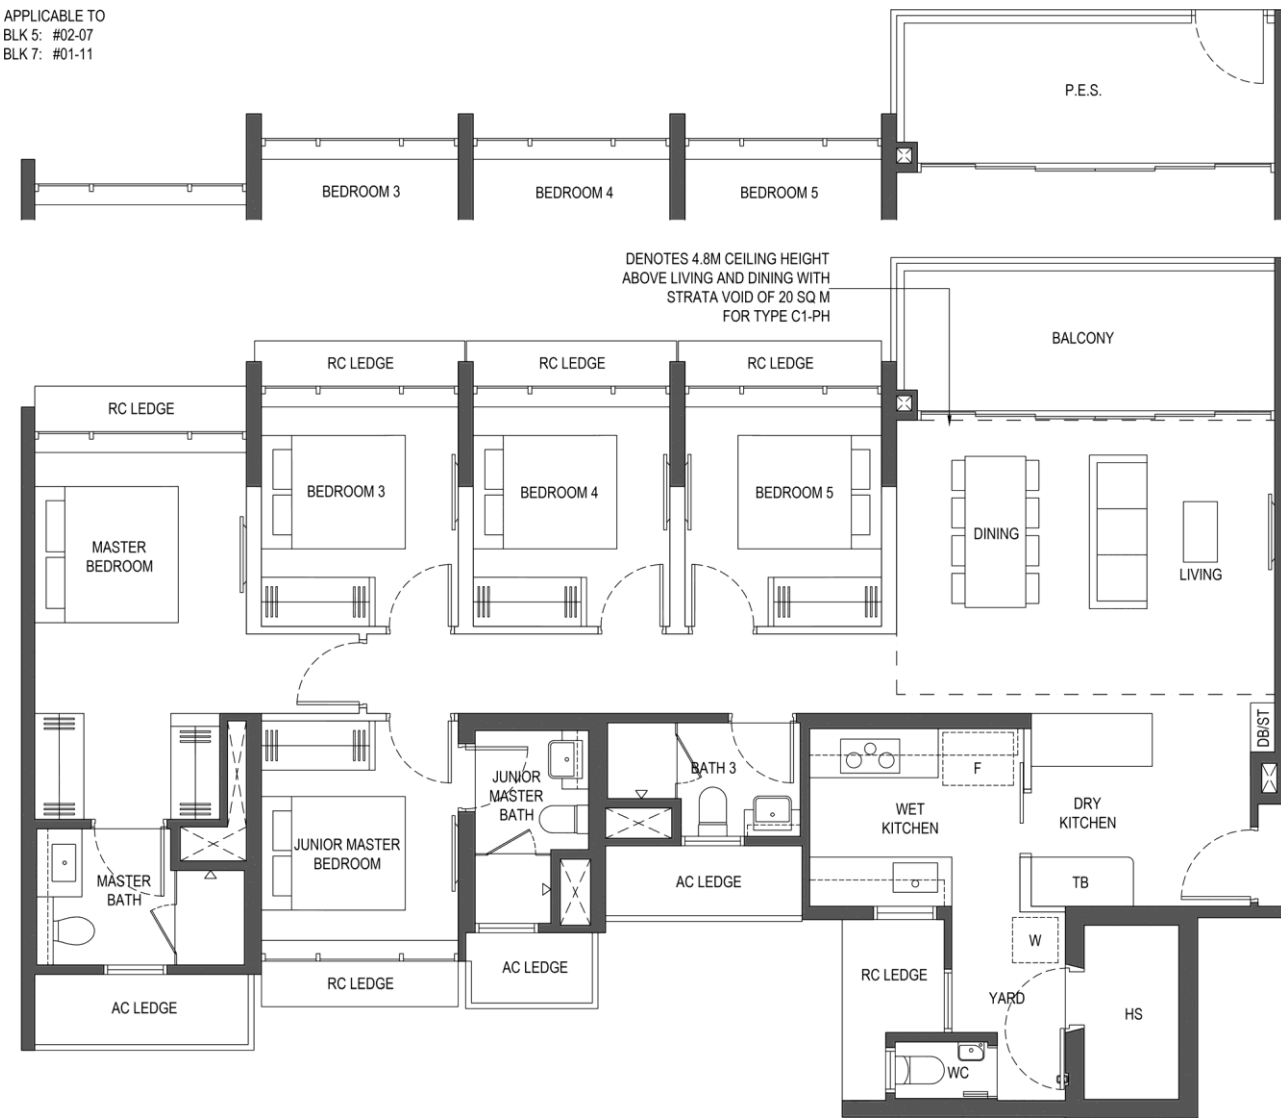 APPLICABLE TO
BLK 5: #02-07
BLK 7: #01-11
P.E.S.
BEDROOM 3
BEDROOM 4
BEDROOM 5
DENOTES 4.8M CEILING HEIGHT
ABOVE LIVING AND DINING WITH
STRATA VOID OF 20 SQ M
FOR TYPE C1-PH
BALCONY
RC LEDGE
RC LEDGE
RC LEDGE
RC LEDGE
BEDROOM 3
BEDROOM 4
BEDROOM 5
MASTER
BEDROOM
DINING
LIVING
DB/ST
JUNIOR
MASTER
BATH
BATH 3
F
WET
KITCHEN
DRY
KITCHEN
JUNIOR MASTER
BEDROOM
MASTER
BATH
AC LEDGE
TB
W
AC LEDGE
RC LEDGE
RC LEDGE
AC LEDGE
YARD
HS
WC